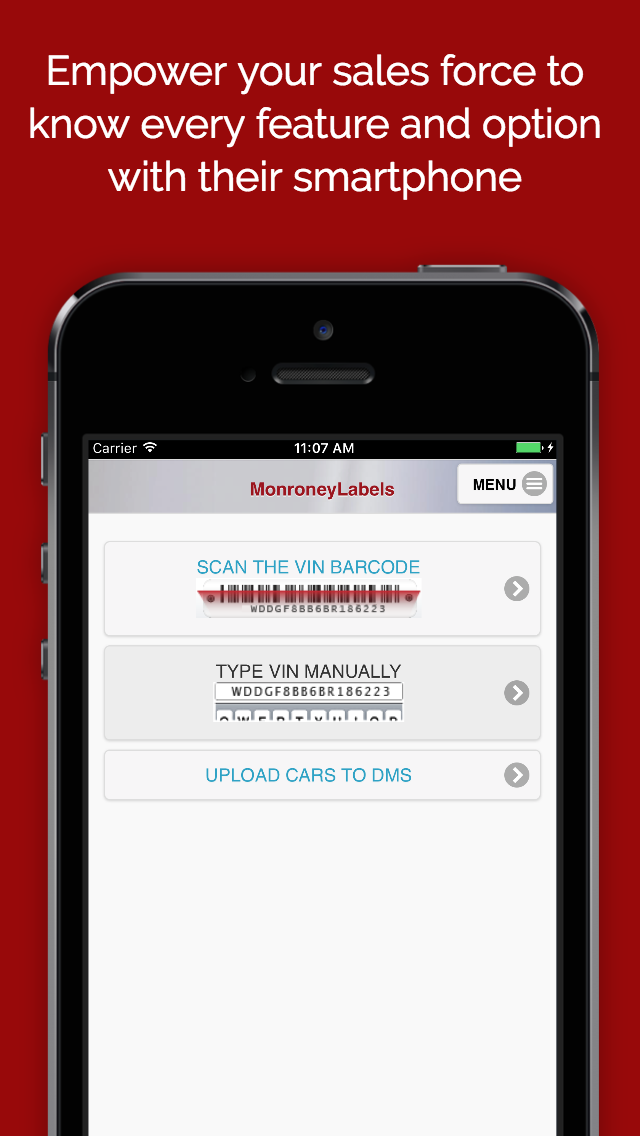 Empower your sales force to
know every feature and option
with their smartphone
Carrier 11:07 AM
MonroneyLabels
MENU
SCAN THE VIN BARCODE
WDDGF8BB6BR186223
TYPE VIN MANUALLY
WDDGF8BB6BR186223
Q W E R T Y U I O P
UPLOAD CARS TO DMS